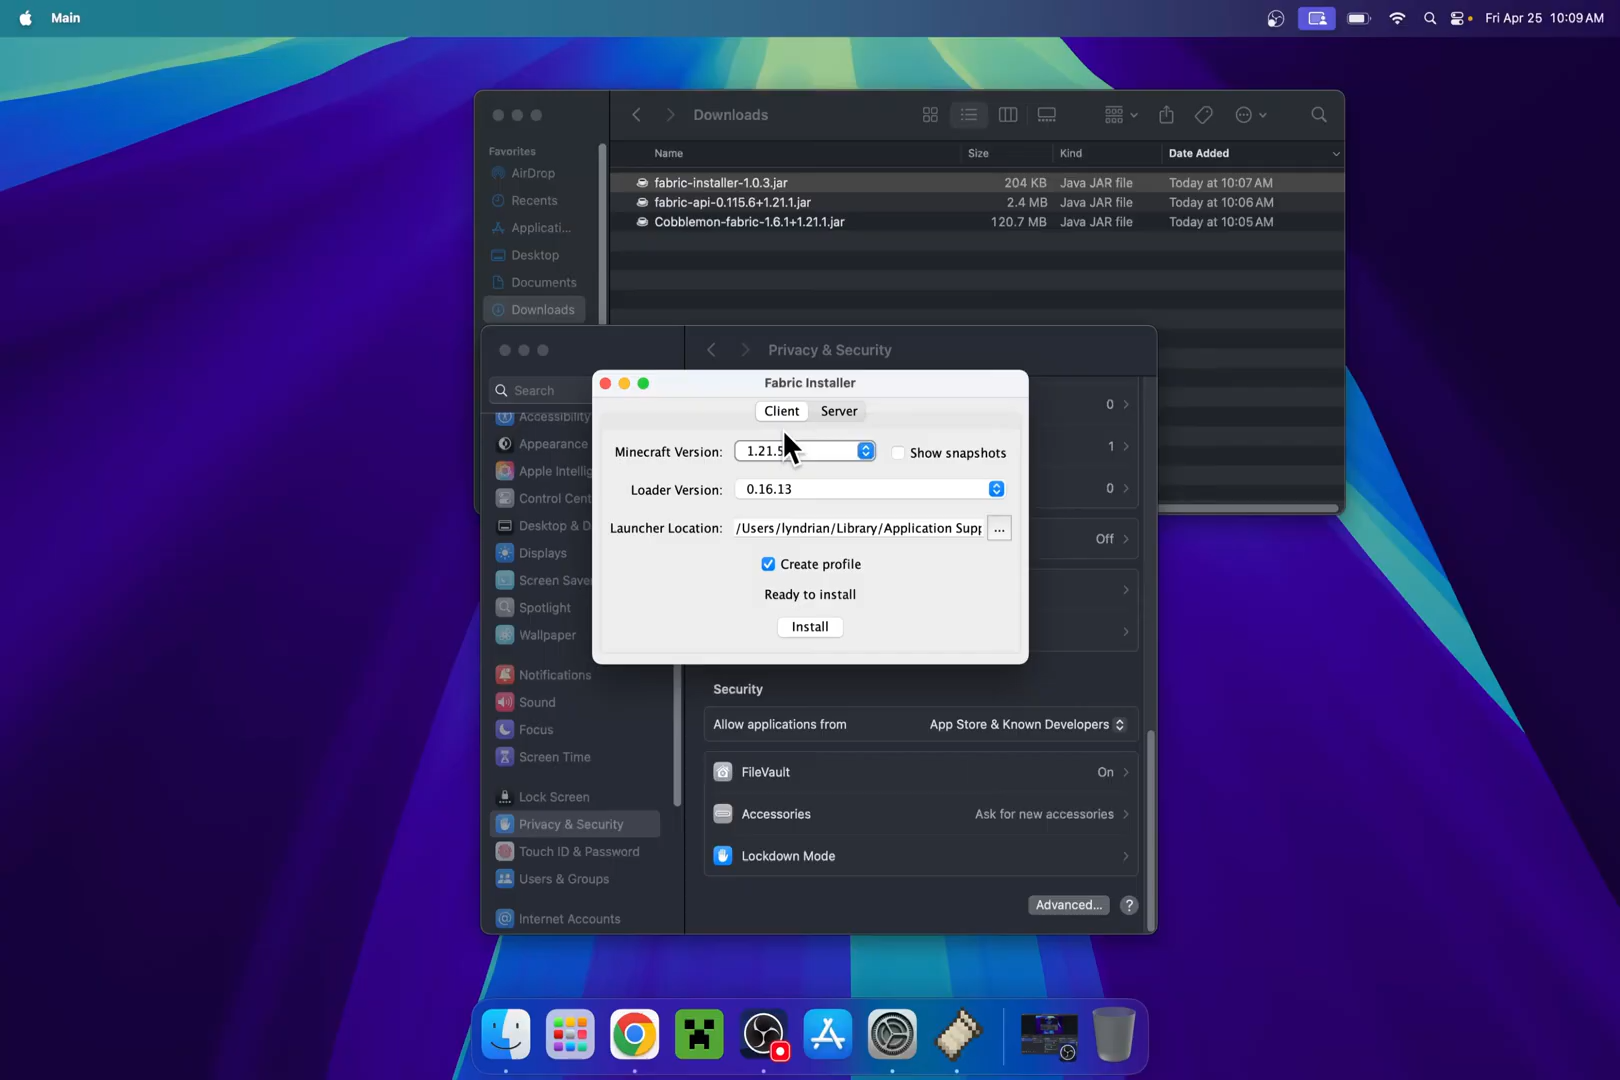 Main
Fri Apr 25 10:09 AM
Downloads
Favorites
AirDrop
Recents
Applicati...
Desktop
Documents
Downloads
Name Size Kind Date Added
fabric-installer-1.0.3.jar 204 KB Java JAR file Today at 10:07 AM
fabric-api-0.115.6+1.21.1.jar 2.4 MB Java JAR file Today at 10:06 AM
Cobblemon-fabric-1.6.1+1.21.1.jar 120.7 MB Java JAR file Today at 10:05 AM
Privacy & Security
Search
Accessibility
Appearance
Apple Intellig
Control Cent
Desktop & D
Displays
Screen Save
Spotlight
Wallpaper
Notifications
Sound
Focus
Screen Time
Lock Screen
Privacy & Security
Touch ID & Password
Users & Groups
Internet Accounts
0
1
0
Off
Fabric Installer
Client Server
Minecraft Version: 1.21.5 Show snapshots
Loader Version: 0.16.13
Launcher Location: /Users/lyndrian/Library/Application Supp ...
Create profile
Ready to install
Install
Security
Allow applications from App Store & Known Developers
FileVault On
Accessories Ask for new accessories
Lockdown Mode
Advanced... ?